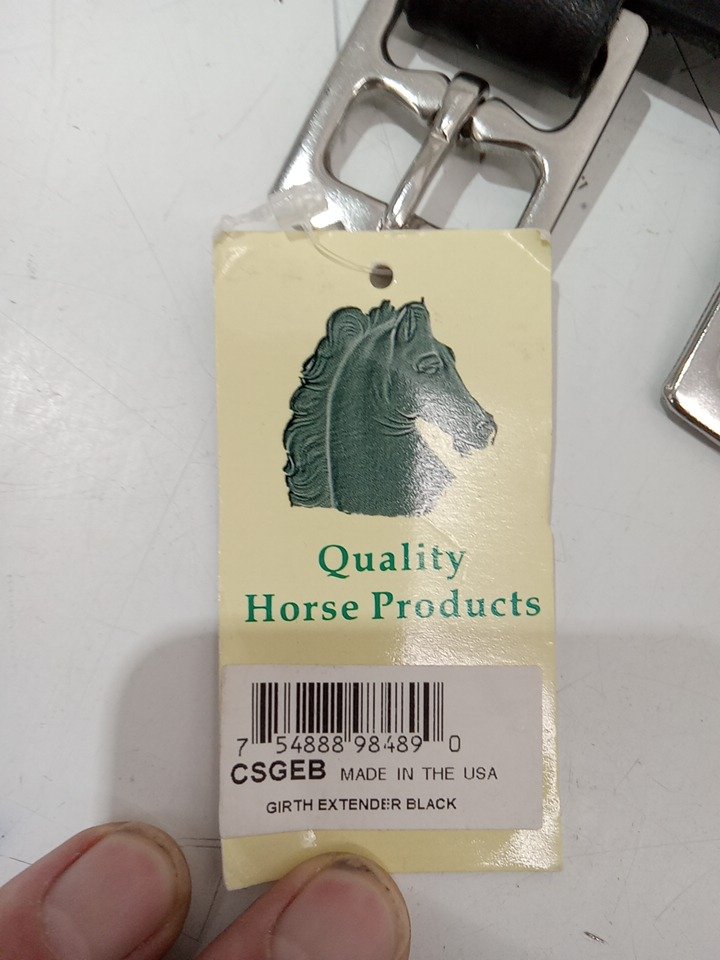 Quality
Horse Products
7 54888 98489 0
CSGEB MADE IN THE USA
GIRTH EXTENDER BLACK